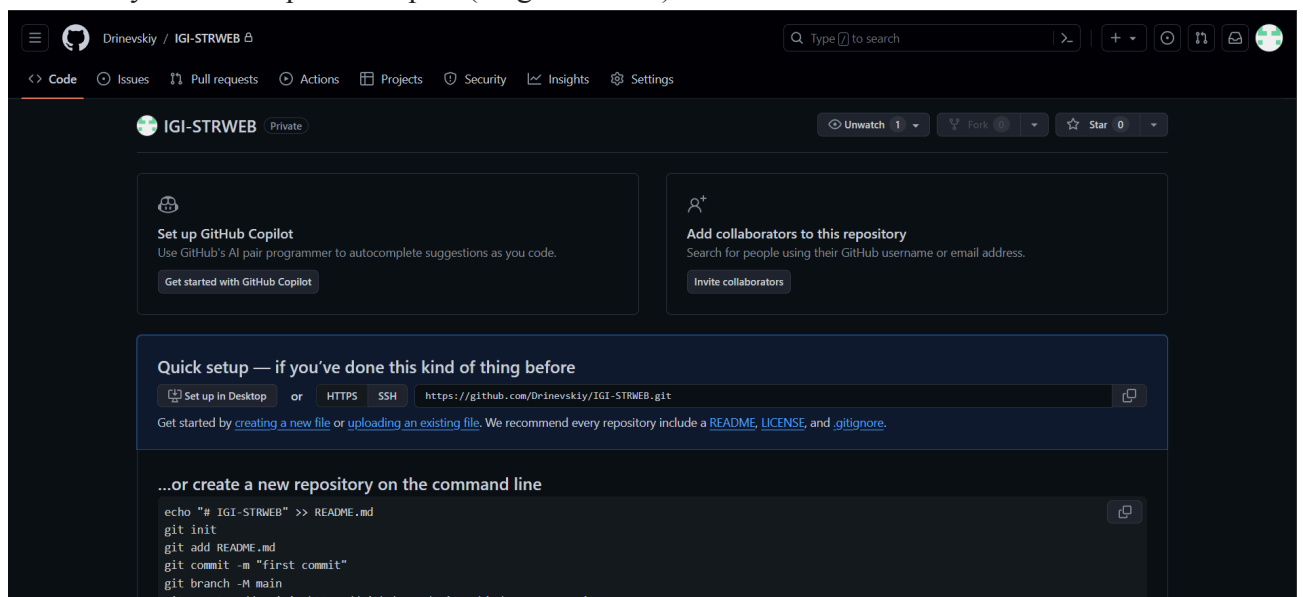 Drinevskiy / IGI-STRWEB
Type / to search
Code Issues Pull requests Actions Projects Security Insights Settings
IGI-STRWEB Private
Unwatch 1 Fork 0 Star 0
Set up GitHub Copilot
Use GitHub's AI pair programmer to autocomplete suggestions as you code.
Get started with GitHub Copilot
Add collaborators to this repository
Search for people using their GitHub username or email address.
Invite collaborators
Quick setup — if you've done this kind of thing before
Set up in Desktop or HTTPS SSH https://github.com/Drinevskiy/IGI-STRWEB.git
Get started by creating a new file or uploading an existing file. We recommend every repository include a README, LICENSE, and .gitignore.
...or create a new repository on the command line
echo "# IGI-STRWEB" >> README.md
git init
git add README.md
git commit -m "first commit"
git branch -M main